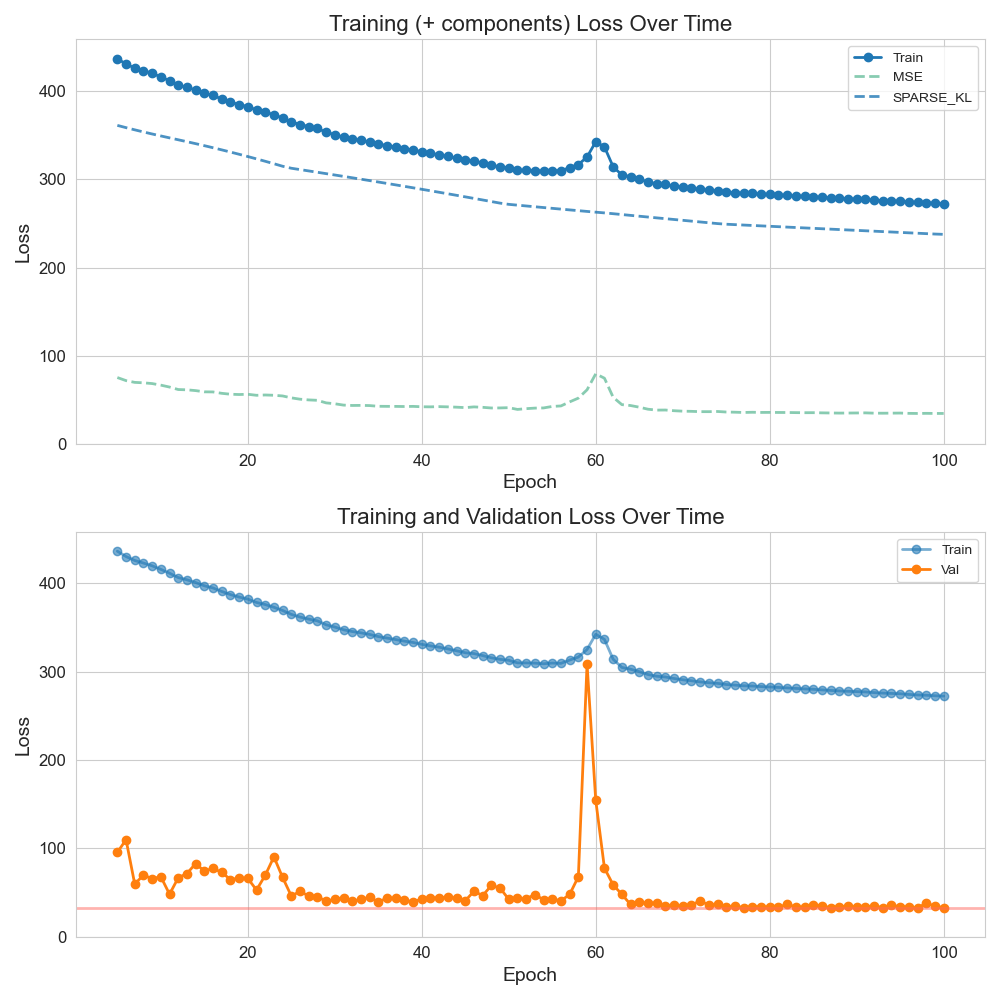 Training (+ components) Loss Over Time
Train
MSE
SPARSE_KL
Loss
400
300
200
100
0
20 40 60 80 100
Epoch
Training and Validation Loss Over Time
Train
Val
Loss
400
300
200
100
0
20 40 60 80 100
Epoch